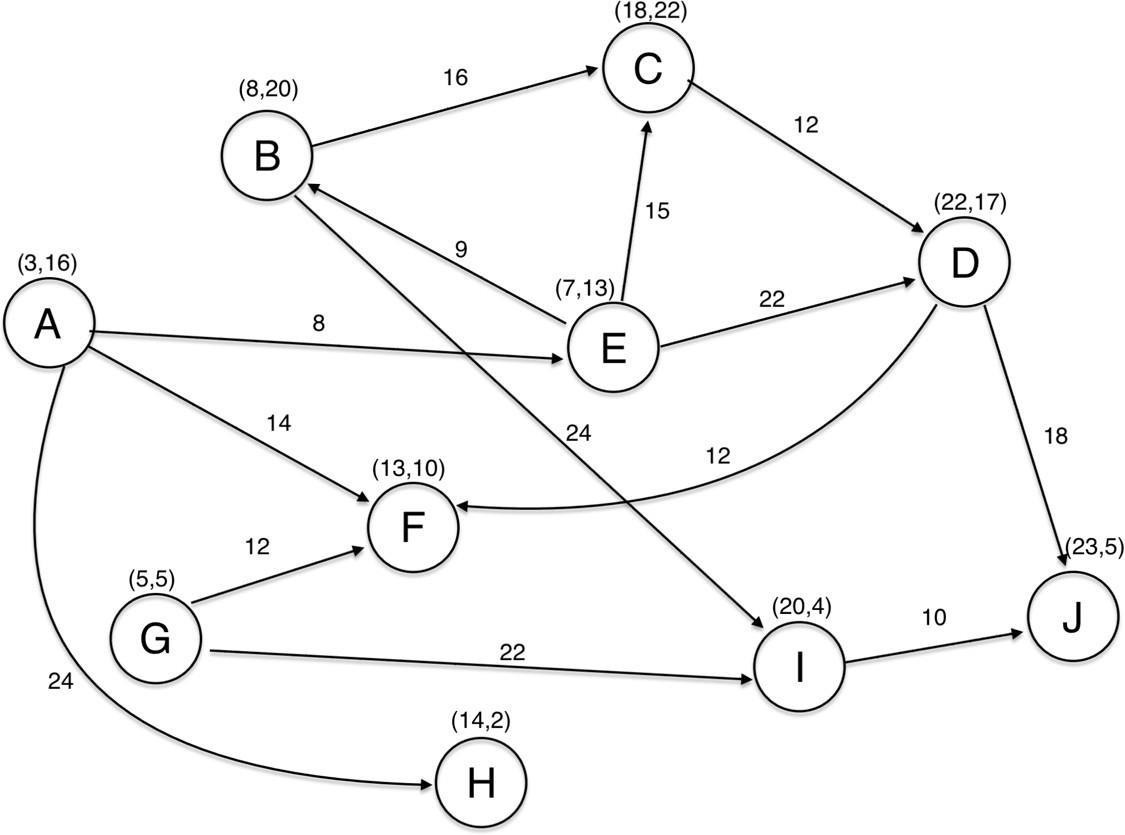 (18,22)
C
16
(8,20)
B
12
(22,17)
D
15
9
(7,13)
E
22
(3,16)
A
8
14
24
12
18
(13,10)
F
12
(23,5)
J
(5,5)
G
(20,4)
I
10
22
24
(14,2)
H